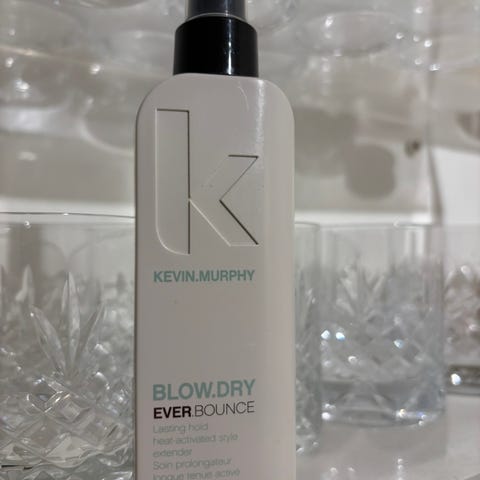 k
KEVIN.MURPHY
BLOW.DRY
EVER.BOUNCE
Lasting hold
heat-activated style
extender
Soin prolongateur
longue tenue active